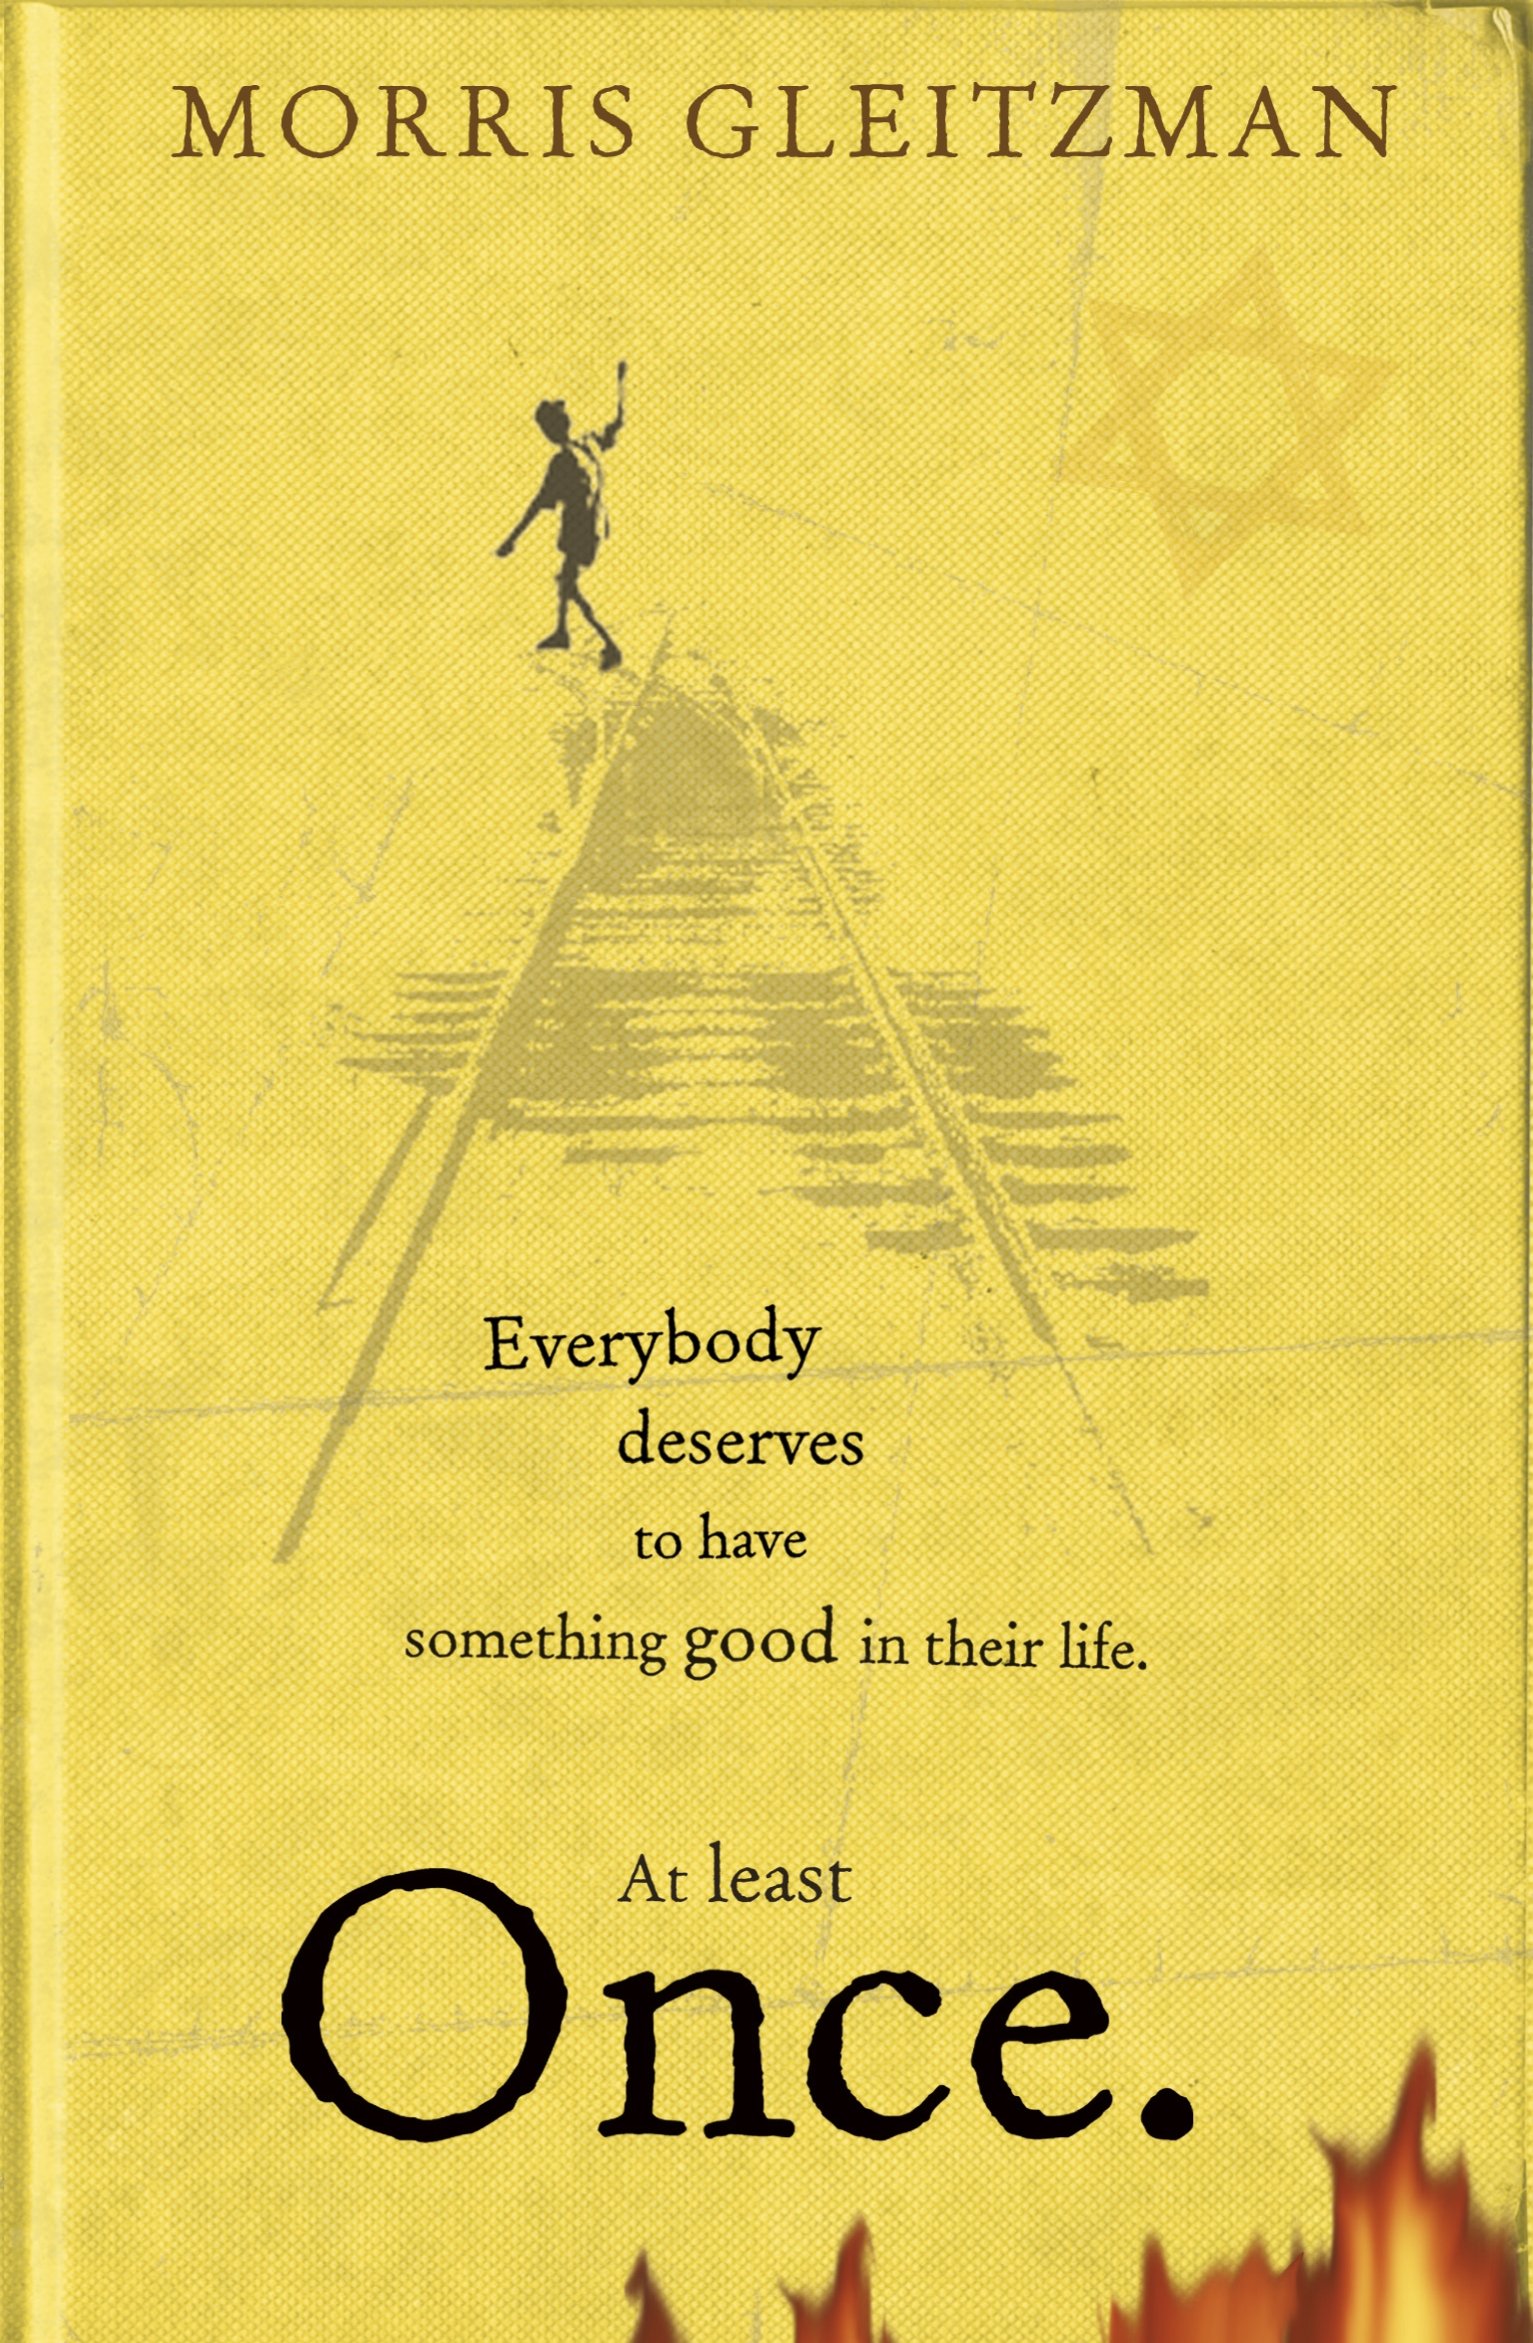 MORRIS GLEITZMAN
Everybody
deserves
to have
something good in their life.
At least
Once.